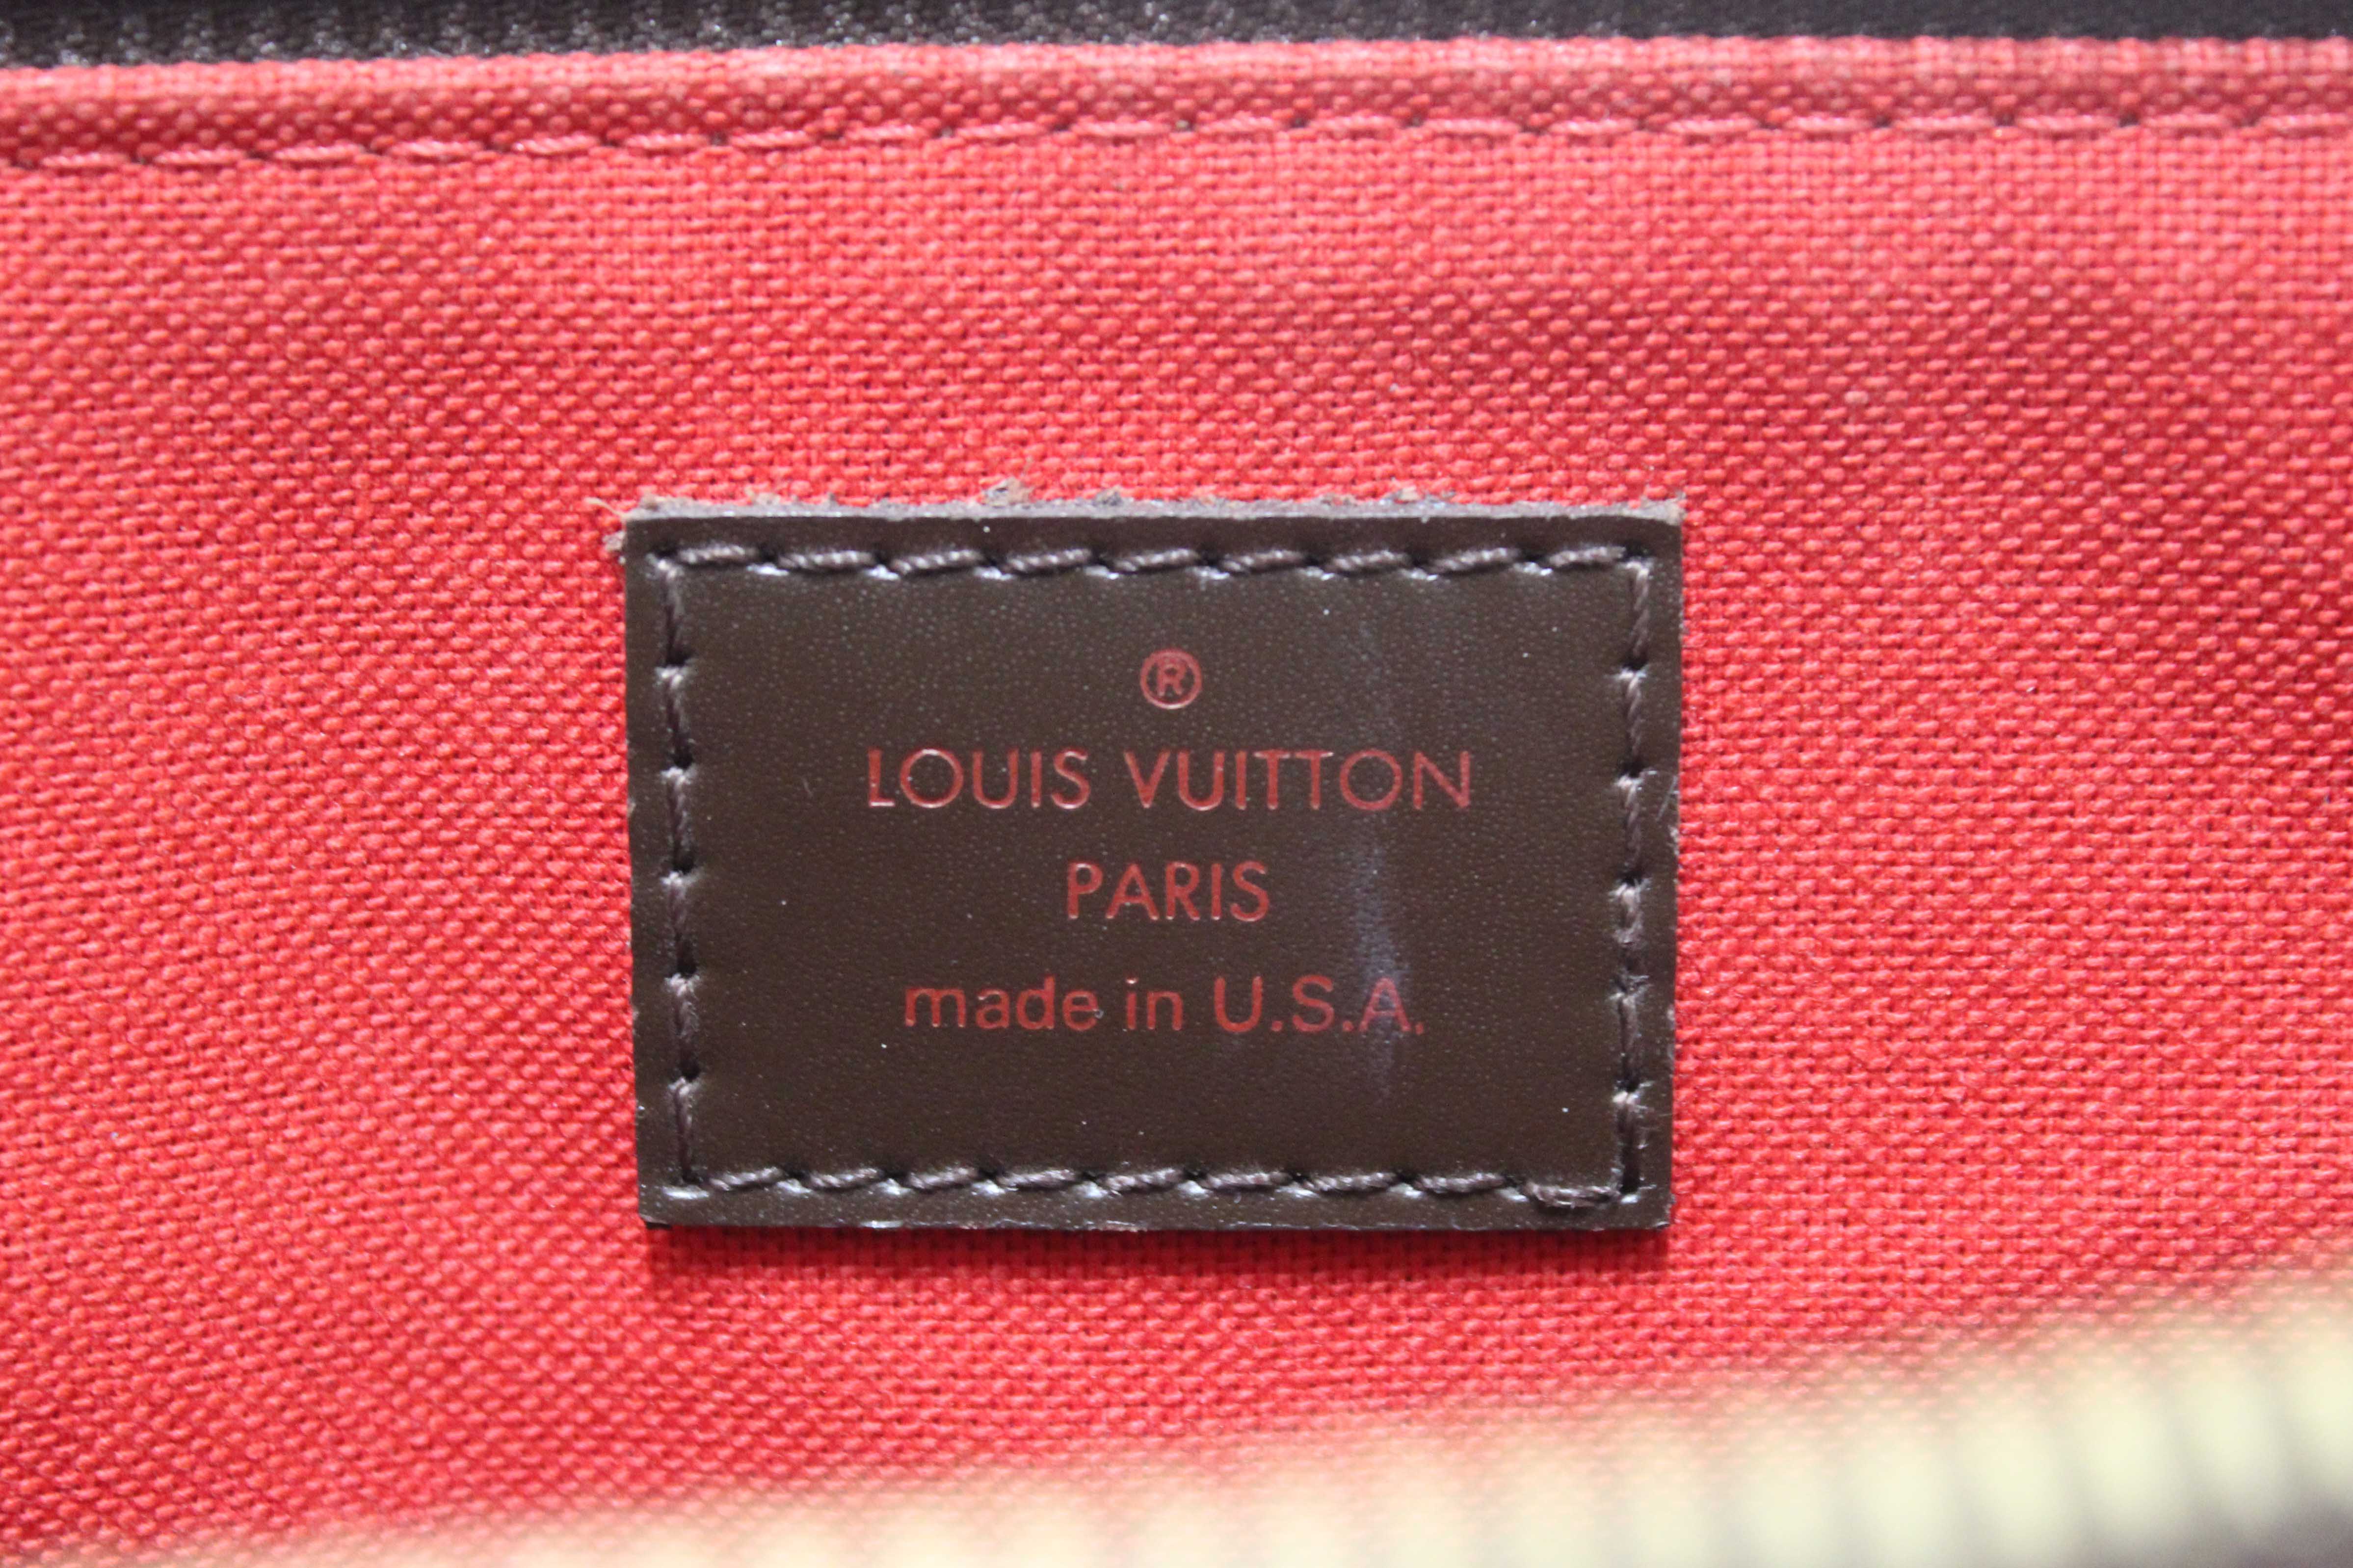 ®
LOUIS VUITTON
PARIS
made in U.S.A.